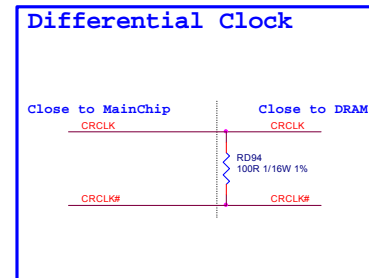 Differential Clock
Close to MainChip
Close to DRAM
CRCLK
CRCLK
RD94
100R 1/16W 1%
CRCLK#
CRCLK#